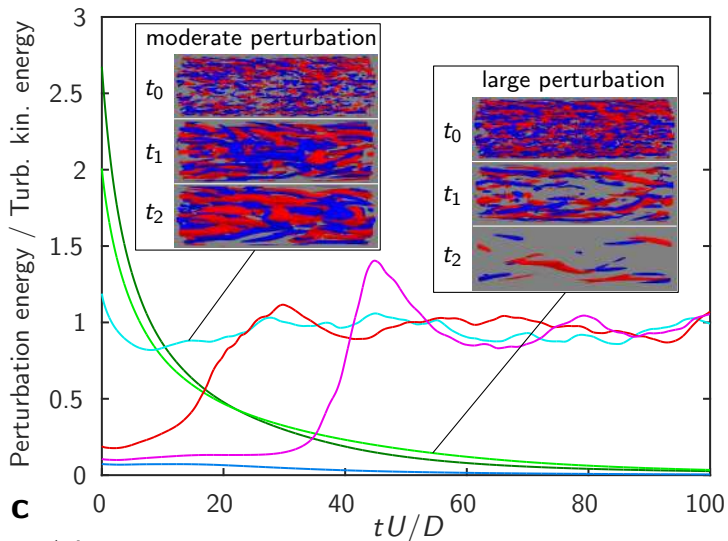 3
2.5
2
1.5
1
0.5
0
Perturbation energy / Turb. kin. energy
moderate perturbation
t₀
t₁
t₂
large perturbation
t₀
t₁
t₂
0 20 40 60 80 100
tU/D
c